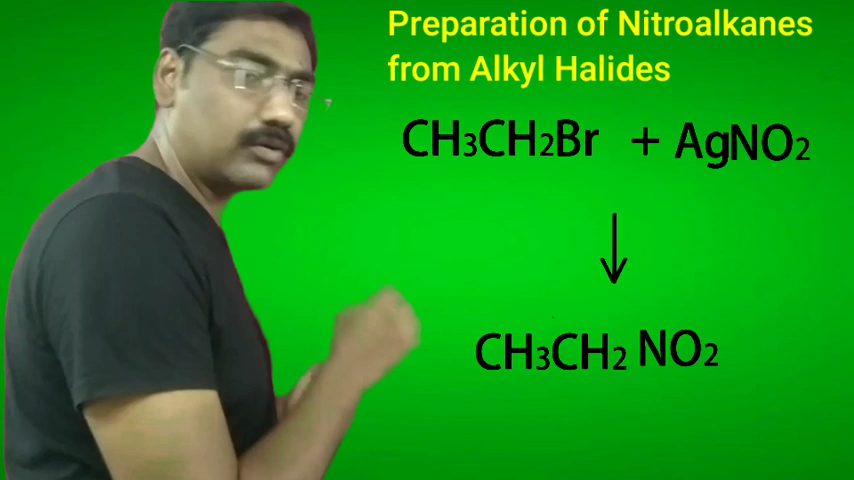 Preparation of Nitroalkanes
from Alkyl Halides
CH₃CH₂Br + AgNO₂
↓
CH₃CH₂ NO₂